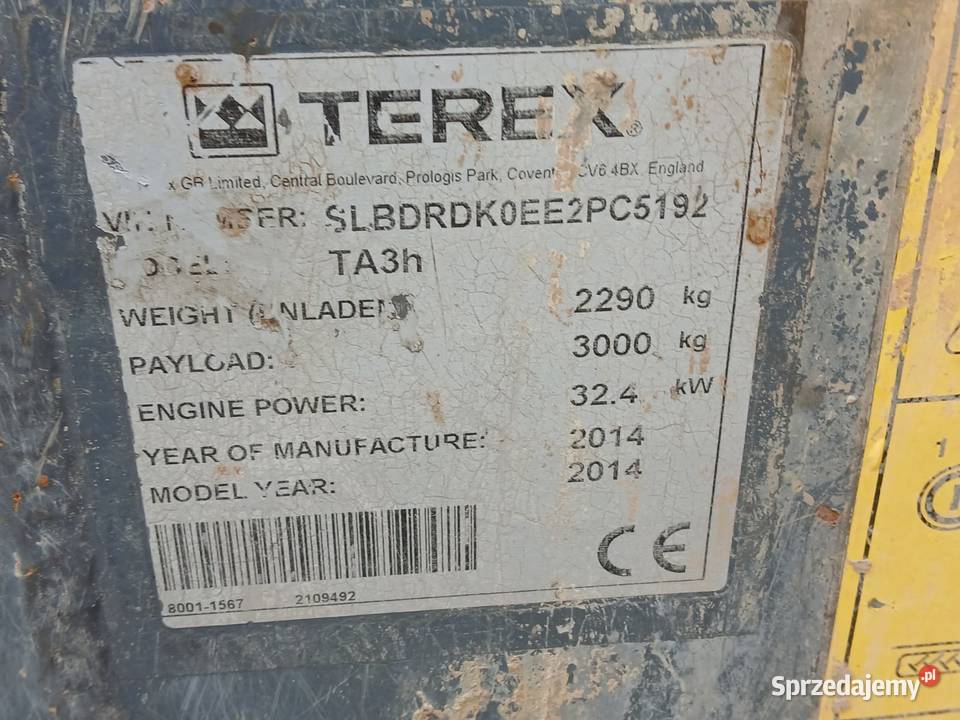 TEREX®
GB Limited, Central Boulevard, Prologis Park, CV6 4BX, England
SLBDRDK0EE2PC5192
TA3h
WEIGHT 2290 kg
PAYLOAD: 3000 kg
ENGINE POWER: 32.4 kW
YEAR OF MANUFACTURE: 2014
MODEL YEAR: 2014
CE
8001-1567 2109492
1
Sprzedajemy.pl